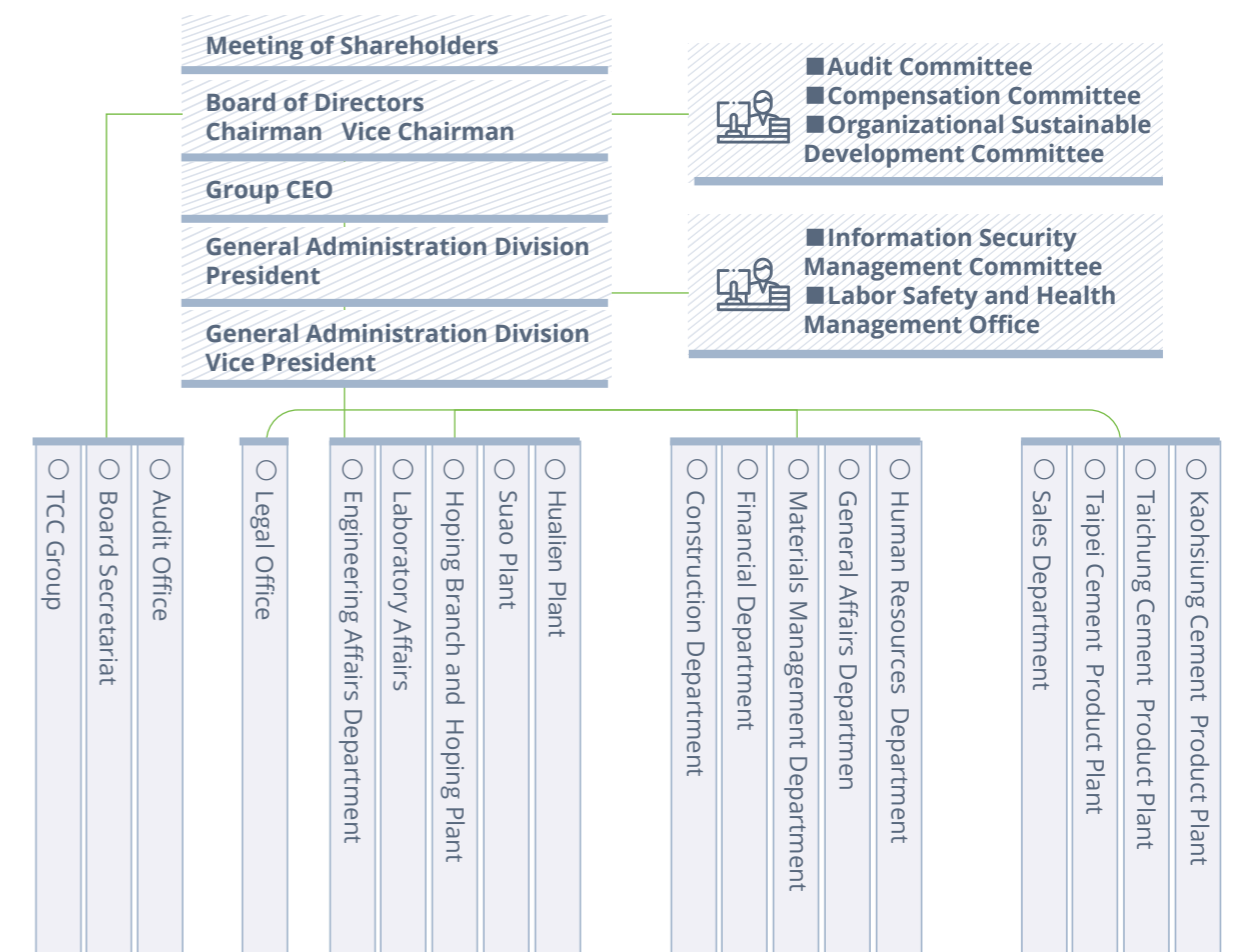 Meeting of Shareholders
Board of Directors
Chairman Vice Chairman
Group CEO
General Administration Division
President
General Administration Division
Vice President
■Audit Committee
■Compensation Committee
■Organizational Sustainable
Development Committee
■Information Security
Management Committee
■Labor Safety and Health
Management Office
○ TCC Group
○ Board Secretariat
○ Audit Office
○ Legal Office
○ Engineering Affairs Department
○ Laboratory Affairs
○ Hoping Branch and Hoping Plant
○ Suao Plant
○ Hualien Plant
○ Construction Department
○ Financial Department
○ Materials Management Department
○ General Affairs Departmen
○ Human Resources Department
○ Sales Department
○ Taipei Cement Product Plant
○ Taichung Cement Product Plant
○ Kaohsiung Cement Product Plant